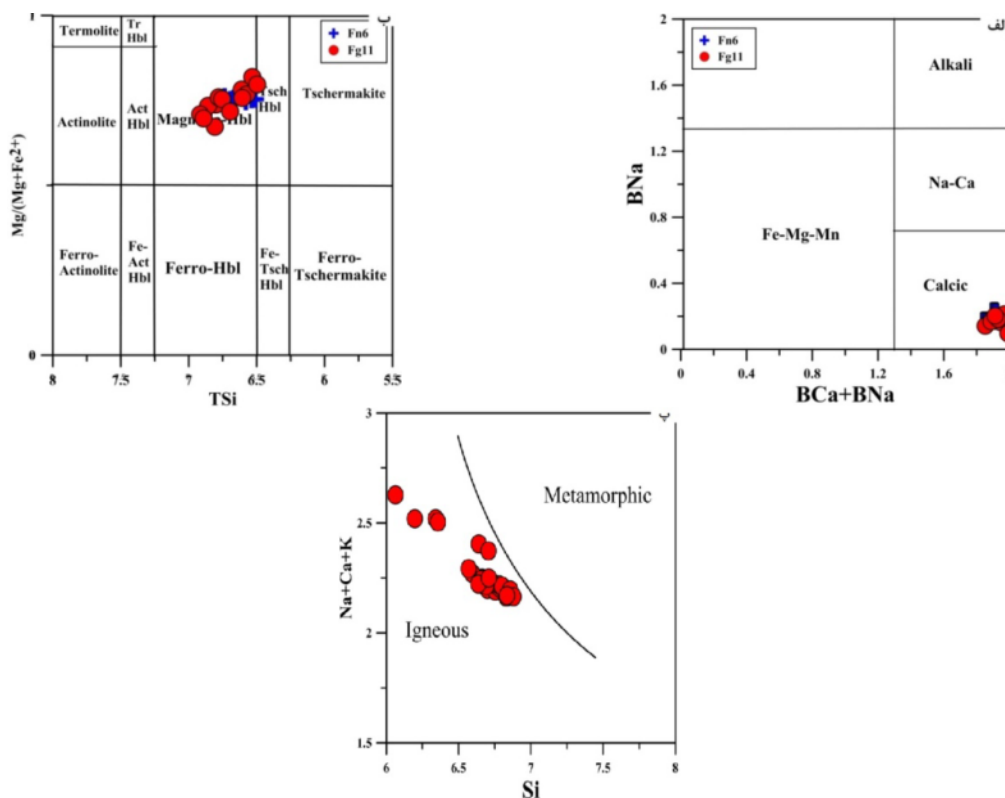 ب
1
Termolite
Tr
Hbl
Fn6
Fg11
Actinolite
Act
Hbl
Tsch
Hbl
Tschermakite
Ferro-
Actinolite
Fe-
Act
Hbl
Ferro-Hbl
Fe-
Tsch
Hbl
Ferro-
Tschermakite
Mg/(Mg+Fe²⁺)
0
8
7.5
7
6.5
6
5.5
TSi
الف
2
1.6
1.2
0.8
0.4
0
BNa
Fn6
Fg11
Alkali
Na-Ca
Fe-Mg-Mn
Calcic
0
0.4
0.8
1.2
1.6
BCa+BNa
3
2.5
2
1.5
Na+Ca+K
Metamorphic
Igneous
6
6.5
7
7.5
8
Si